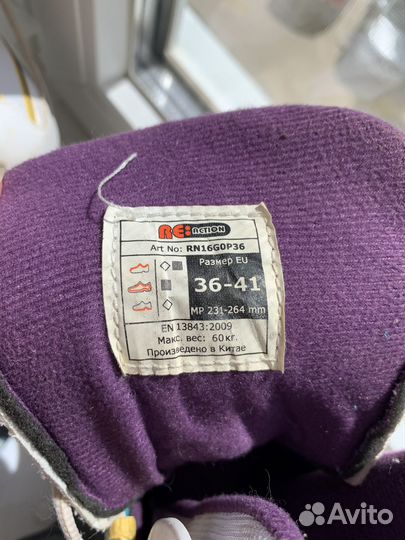 RE:ACTION
Art No: RN16G0P36
Размер EU
36-41
MP 231-264 mm
EN 13843:2009
Макс. вес: 60кг.
Произведено в Китае
Avito